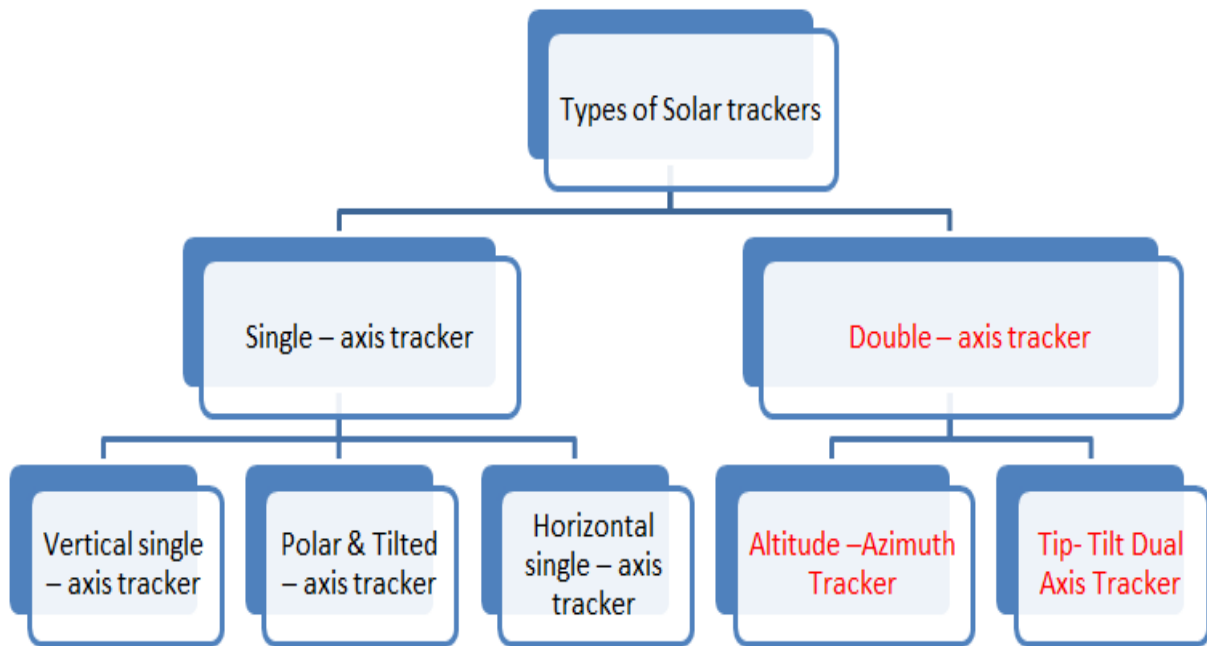 Types of Solar trackers
Single – axis tracker
Double – axis tracker
Vertical single
– axis tracker
Polar & Tilted
– axis tracker
Horizontal
single – axis
tracker
Altitude –Azimuth
Tracker
Tip- Tilt Dual
Axis Tracker